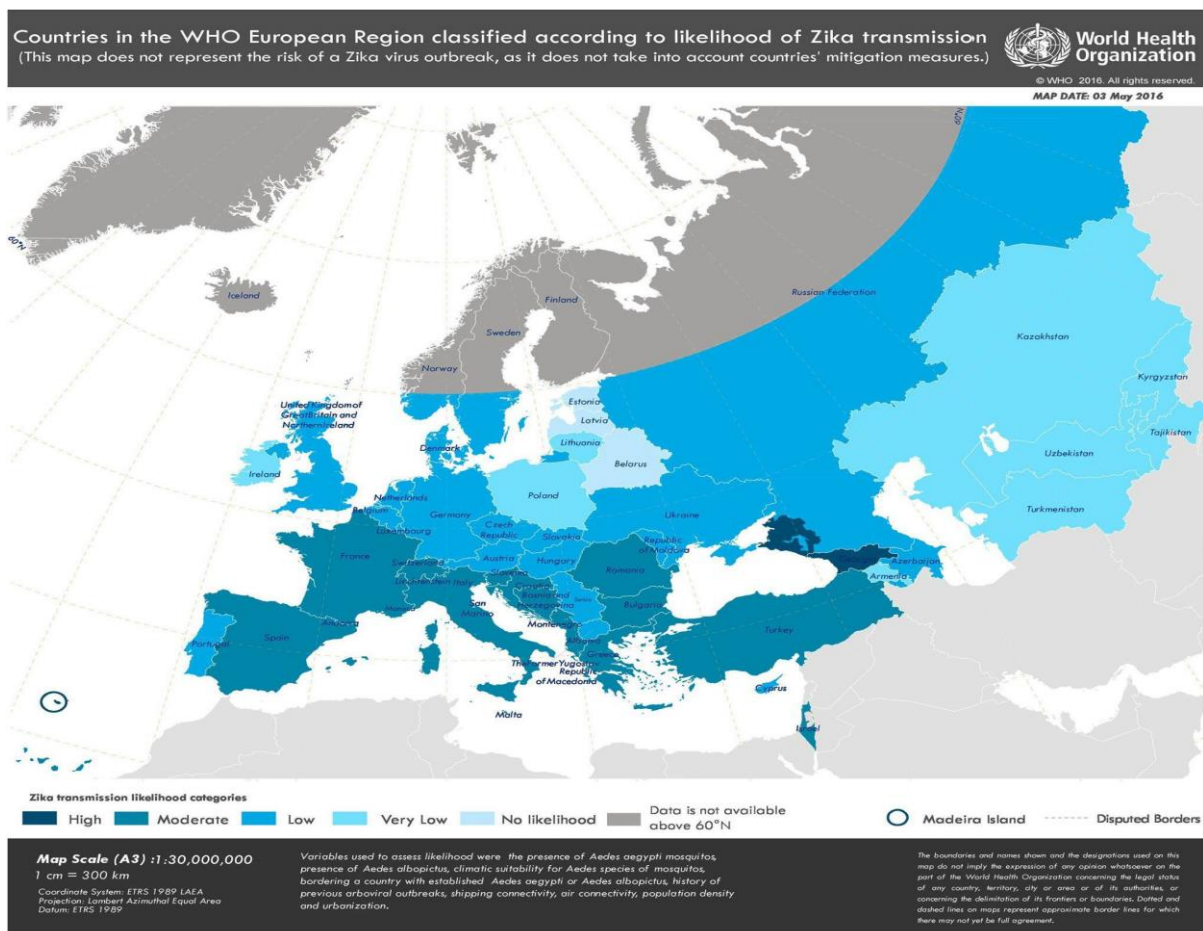 Countries in the WHO European Region classified according to likelihood of Zika transmission
(This map does not represent the risk of a Zika virus outbreak, as it does not take into account countries' mitigation measures.)
World Health
Organization
© WHO 2016. All rights reserved.
MAP DATE: 03 May 2016
60°N
60°N
Iceland
Finland
Sweden
Norway
Russian Federation
Kazakhstan
Kyrgyzstan
Tajikistan
Uzbekistan
Turkmenistan
United Kingdom of
Great Britain and
Northern Ireland
Estonia
Latvia
Lithuania
Denmark
Belarus
Ireland
Poland
Netherlands
Belgium
Germany
Luxembourg
Czech
Republic
Slovakia
Ukraine
France
Austria
Hungary
Republic
of Moldova
Switzerland
Slovenia
Romania
Azerbaijan
Armenia
Liechtenstein
Italy
Croatia
Bosnia and
Herzegovina
Serbia
San
Marino
Monaco
Bulgaria
Montenegro
Andorra
Portugal
Spain
Albania
Greece
Turkey
The Former Yugoslav
Republic
of Macedonia
Cyprus
Malta
Israel
Zika transmission likelihood categories
High
Moderate
Low
Very Low
No likelihood
Data is not available
above 60°N
Madeira Island
Disputed Borders
Map Scale (A3) :1:30,000,000
1 cm = 300 km
Coordinate System: ETRS 1989 LAEA
Projection: Lambert Azimuthal Equal Area
Datum: ETRS 1989
Variables used to assess likelihood were the presence of Aedes aegypti mosquitos,
presence of Aedes albopictus, climatic suitability for Aedes species of mosquitos,
bordering a country with established Aedes aegypti or Aedes albopictus, history of
previous arboviral outbreaks, shipping connectivity, air connectivity, population density
and urbanization.
The boundaries and names shown and the designations used on this
map do not imply the expression of any opinion whatsoever on the
part of the World Health Organization concerning the legal status
of any country, territory, city or area or of its authorities, or
concerning the delimitation of its frontiers or boundaries. Dotted and
dashed lines on maps represent approximate border lines for which
there may not yet be full agreement.